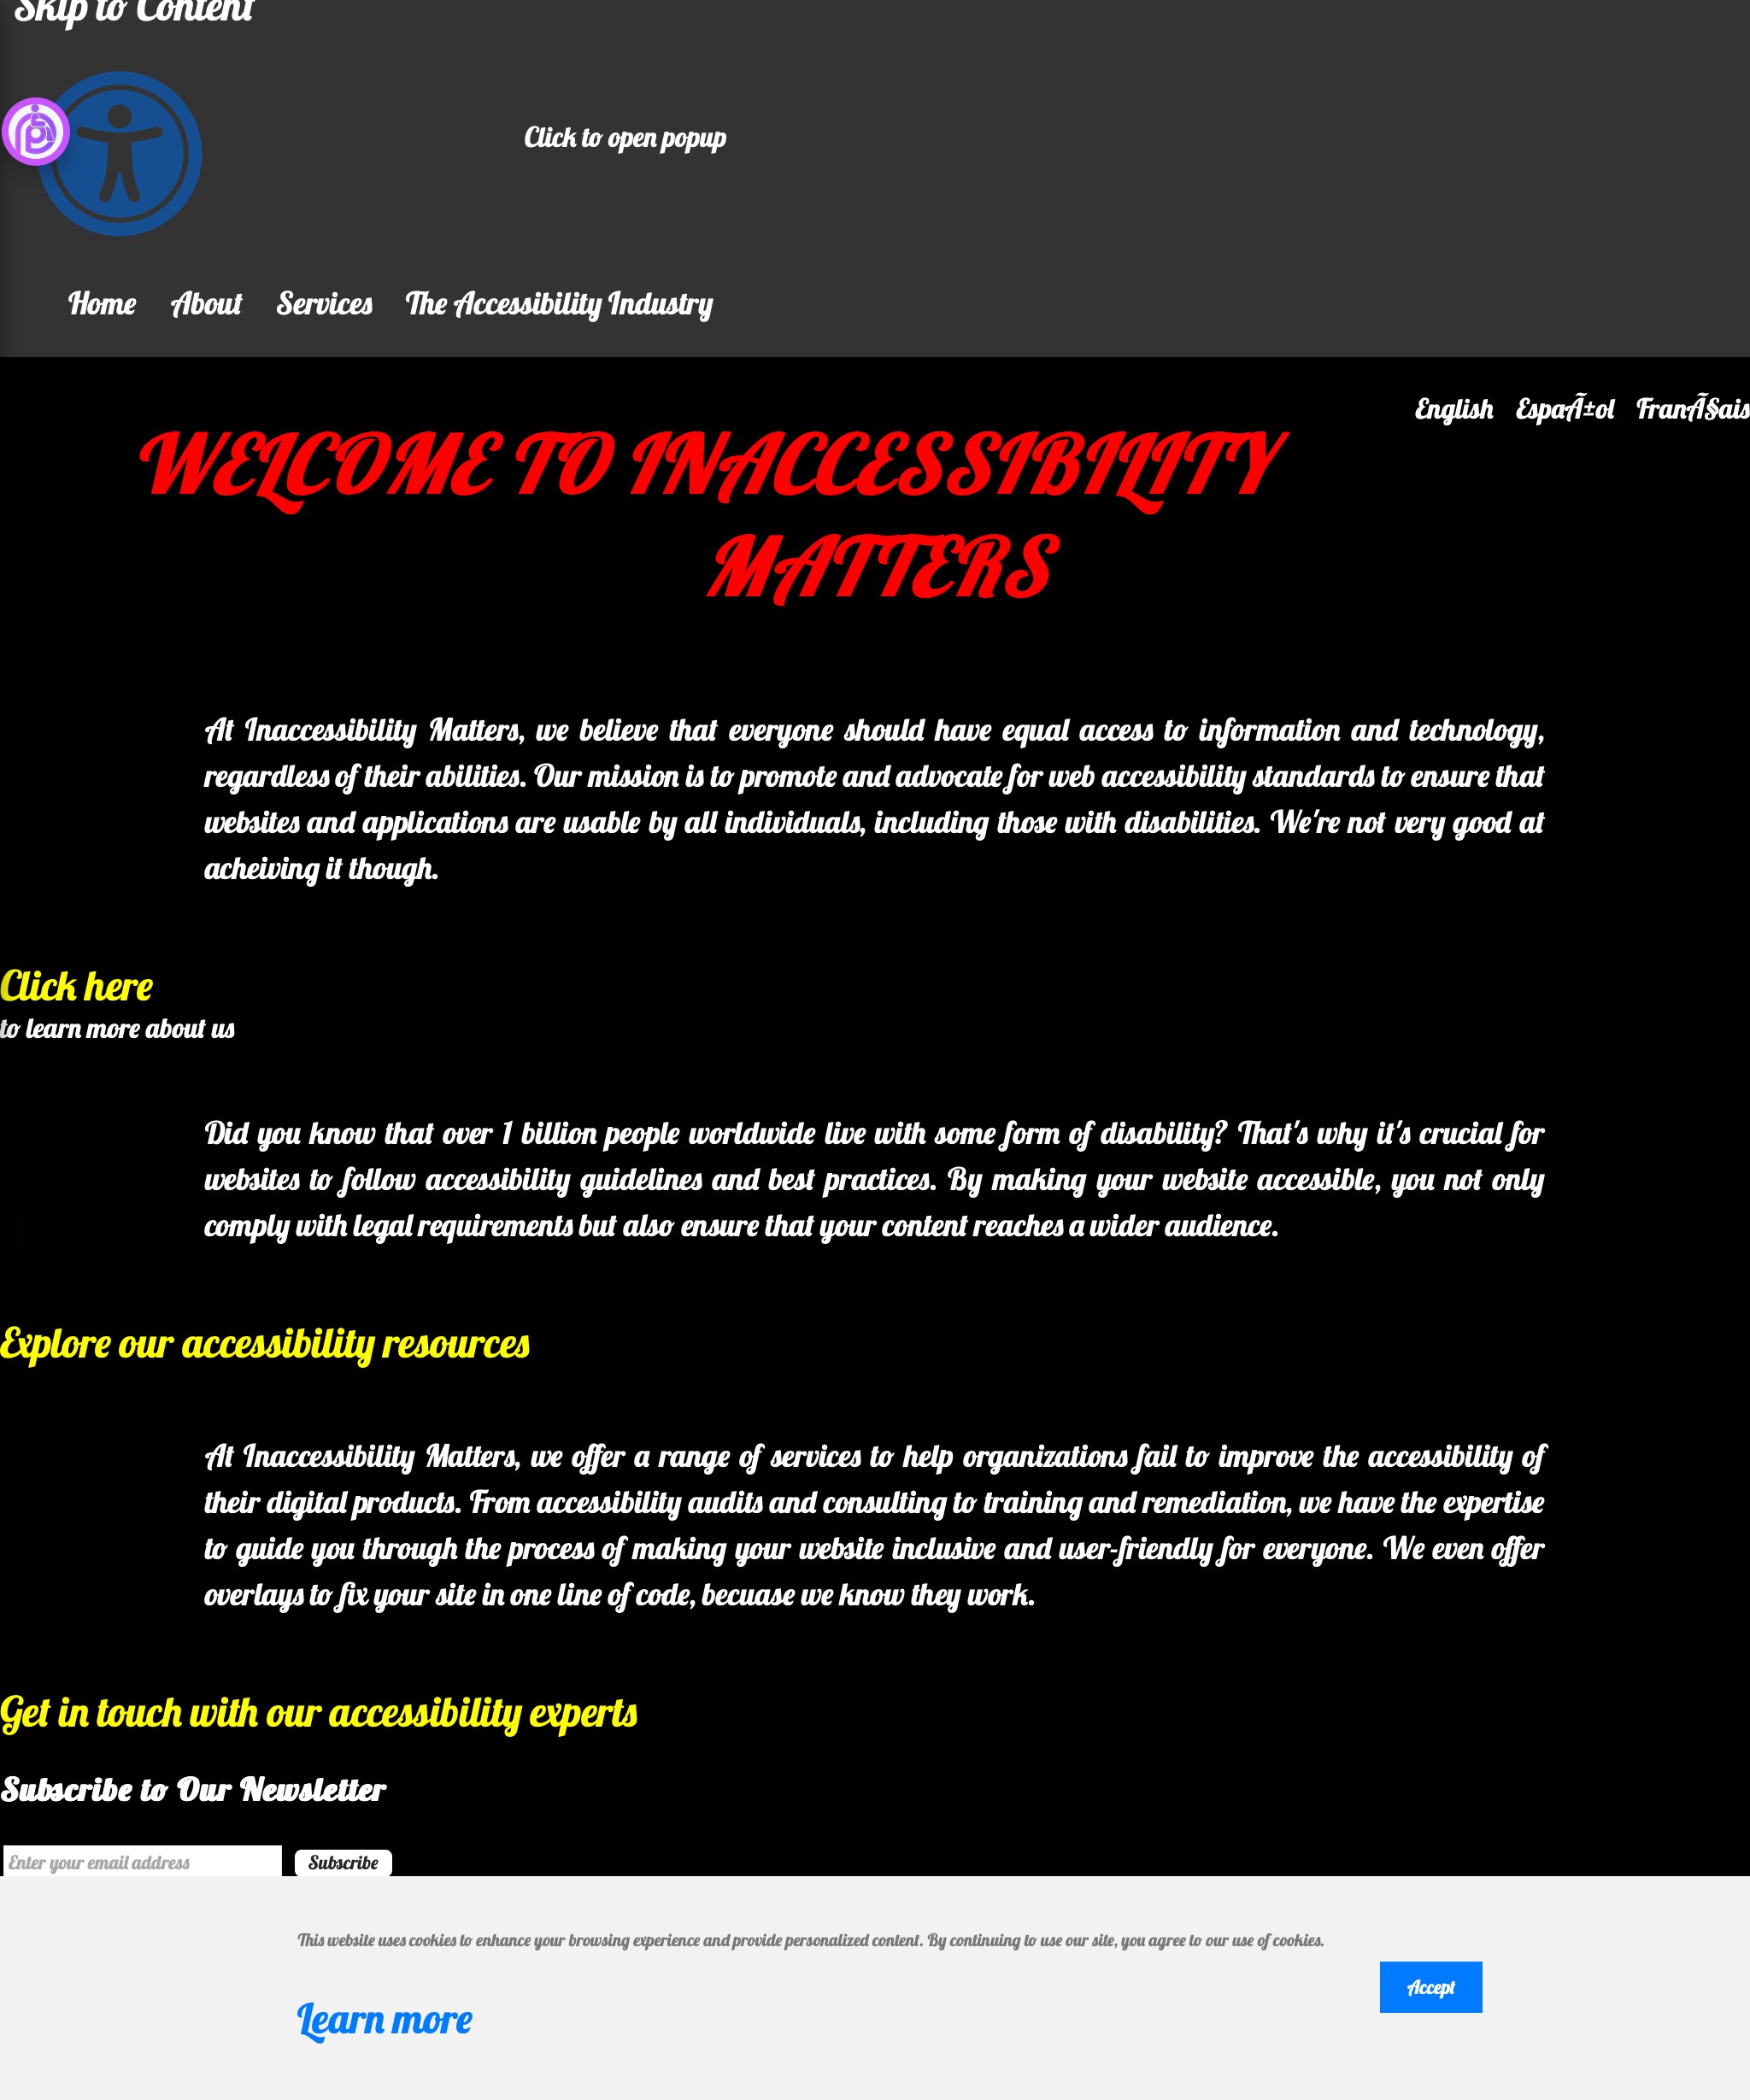 Skip to Content
Click to open popup
Home About Services The Accessibility Industry
English EspaÃ±ol FranÃ§ais
WELCOME TO INACCESSIBILITY
MATTERS
At Inaccessibility Matters, we believe that everyone should have equal access to information and technology,
regardless of their abilities. Our mission is to promote and advocate for web accessibility standards to ensure that
websites and applications are usable by all individuals, including those with disabilities. We're not very good at
acheiving it though.
Click here
to learn more about us
Did you know that over 1 billion people worldwide live with some form of disability? That's why it's crucial for
websites to follow accessibility guidelines and best practices. By making your website accessible, you not only
comply with legal requirements but also ensure that your content reaches a wider audience.
Explore our accessibility resources
At Inaccessibility Matters, we offer a range of services to help organizations fail to improve the accessibility of
their digital products. From accessibility audits and consulting to training and remediation, we have the expertise
to guide you through the process of making your website inclusive and user-friendly for everyone. We even offer
overlays to fix your site in one line of code, becuase we know they work.
Get in touch with our accessibility experts
Subscribe to Our Newsletter
Enter your email address Subscribe
This website uses cookies to enhance your browsing experience and provide personalized content. By continuing to use our site, you agree to our use of cookies.
Accept
Learn more